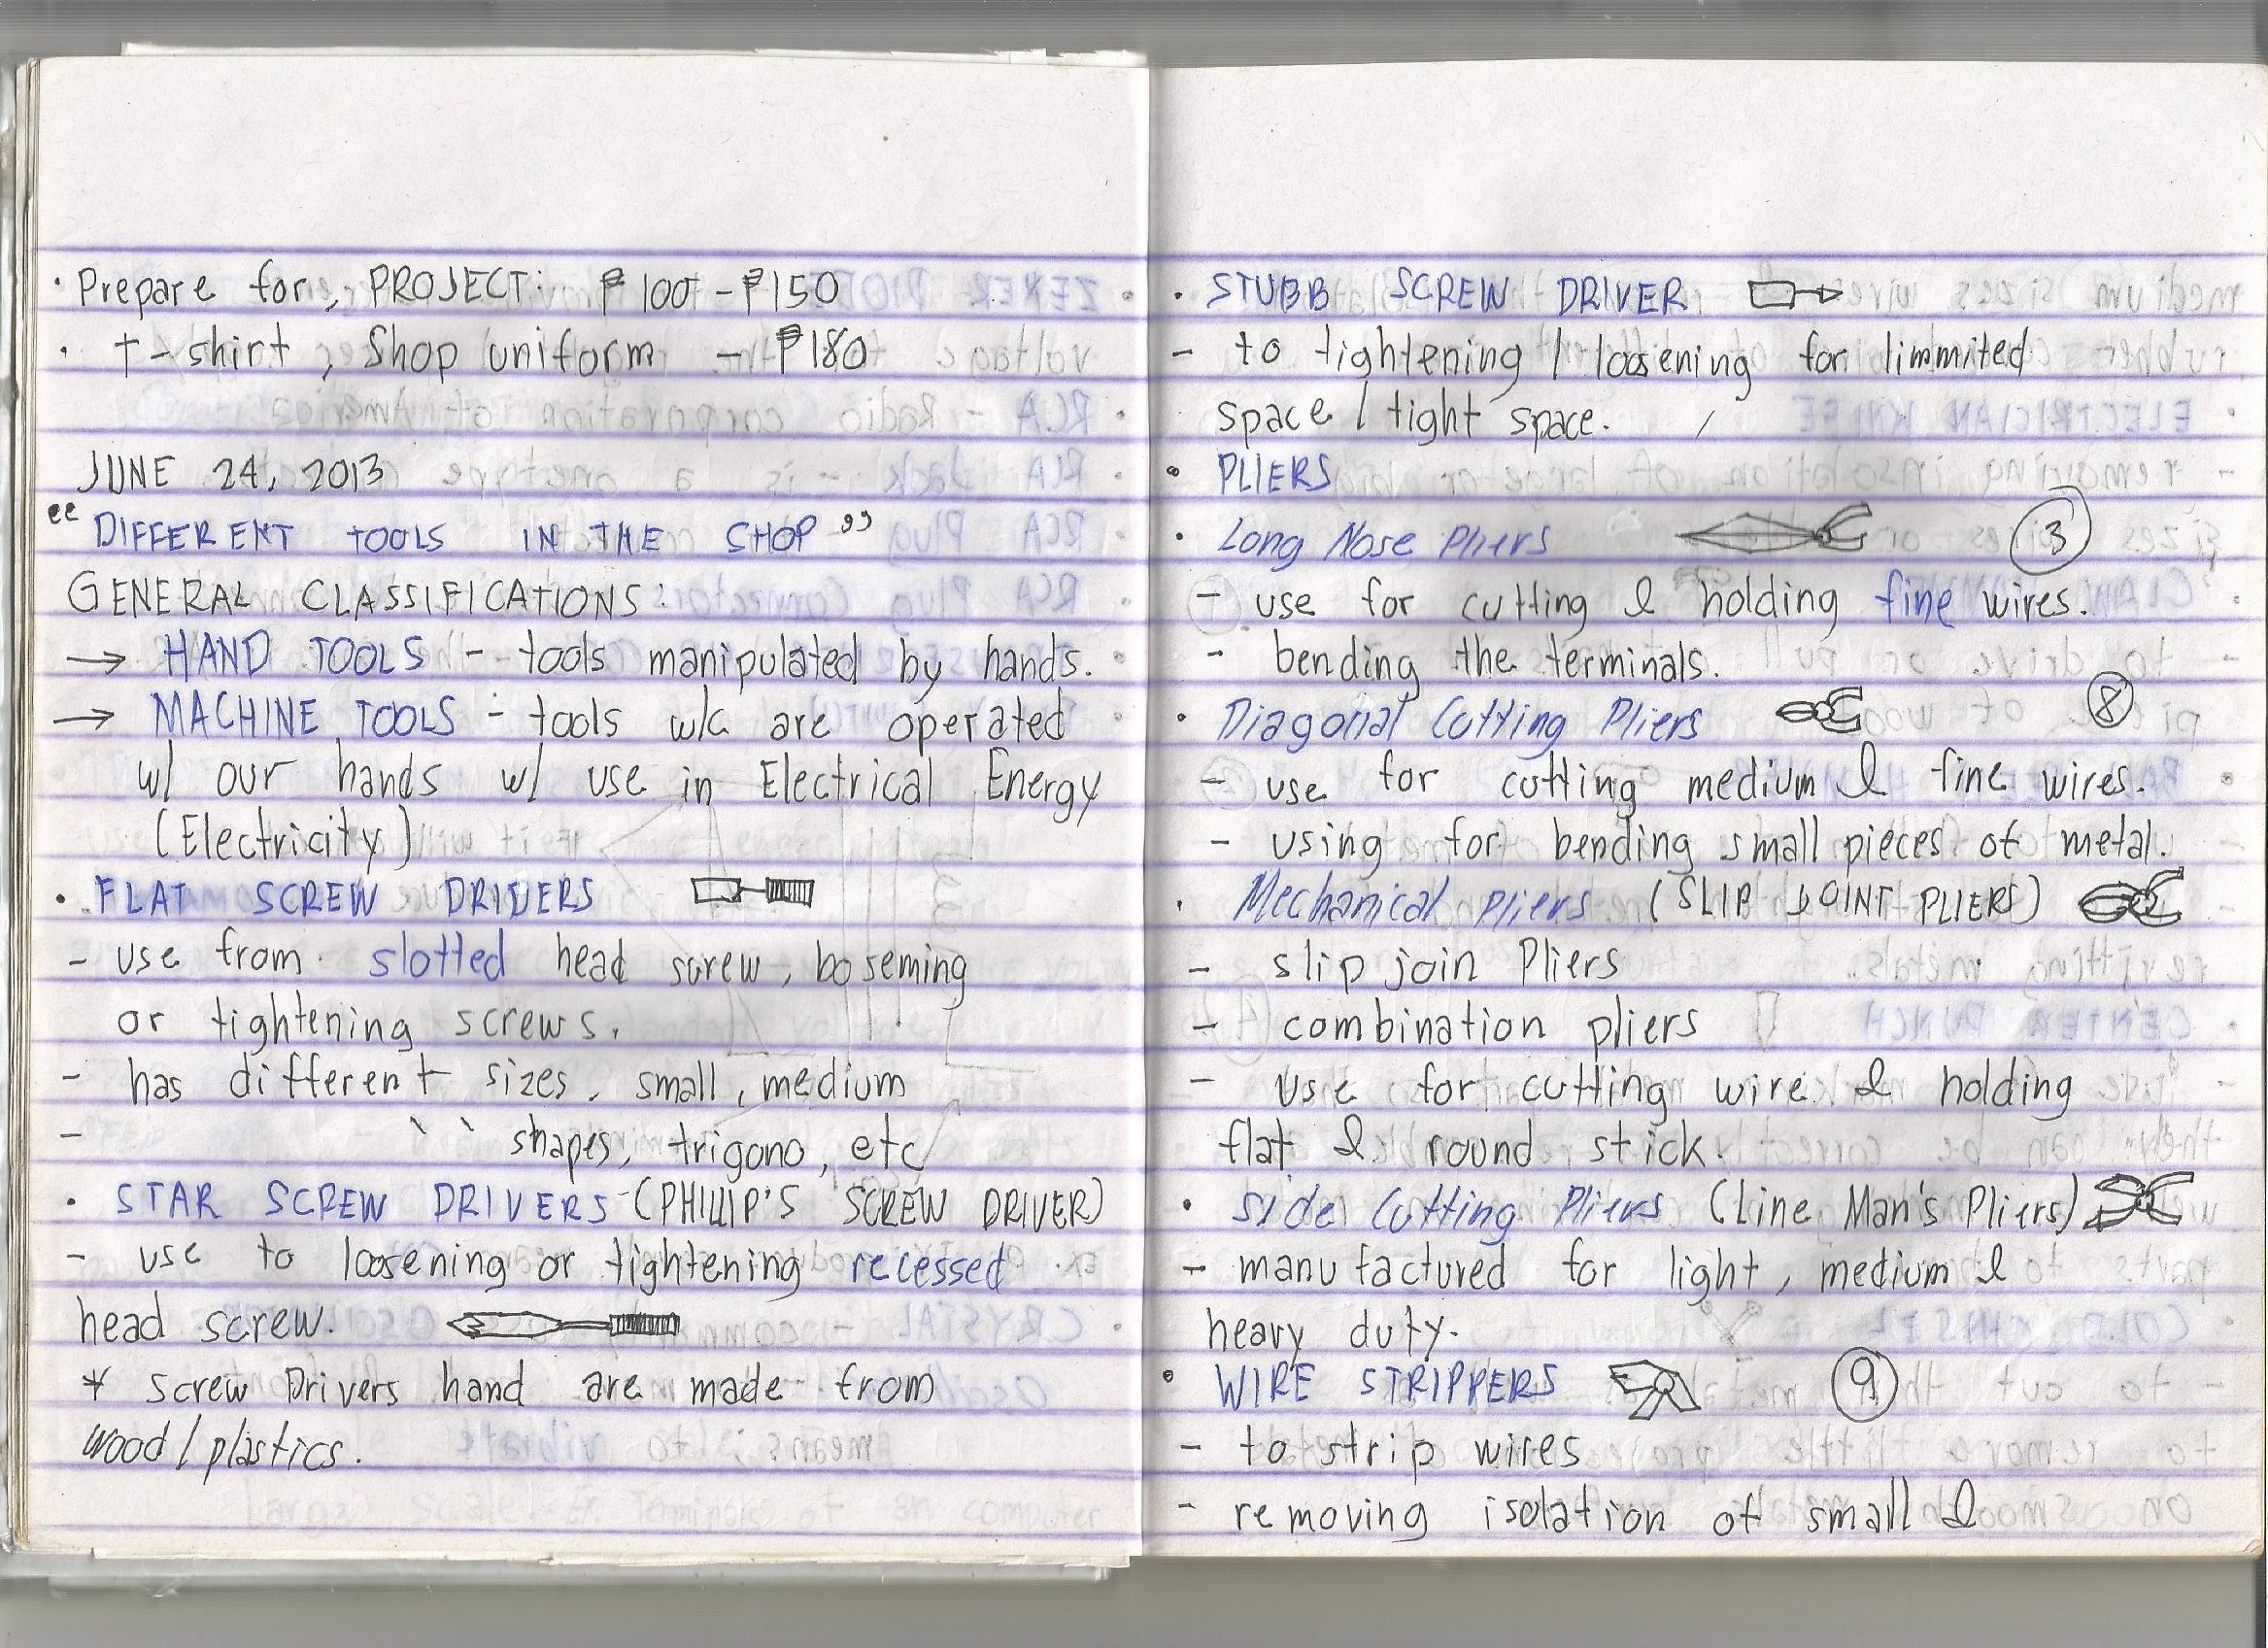 · Prepare for, PROJECT: ₱100 - ₱150
· t-shirt, Shop uniform - ₱180
JUNE 24, 2013
"DIFFERENT TOOLS IN THE SHOP"
GENERAL CLASSIFICATIONS:
→ HAND TOOLS - tools manipulated by hands.
→ MACHINE TOOLS - tools w/c are operated
w/ our hands w/ use in Electrical Energy
(Electricity)
· FLAT SCREW DRIVERS
- use from slotted head screw, loosening
or tightening screws.
- has different sizes, small, medium
- ` ` shapes, trigono, etc
· STAR SCREW DRIVERS - (PHILLIP'S SCREW DRIVER)
- use to loosening or tightening recessed
head screw.
* screw Drivers hand are made from
wood/plastics.
· STUBB SCREW DRIVER
- to tightening / loosening for limmited
space / tight space.
· PLIERS
· Long Nose Pliers 3
- use for cutting & holding fine wires.
- bending the terminals.
· Diagonal Cutting Pliers 8
- use for cutting medium & fine wires.
- using for bending small pieces of metal.
· Mechanical Pliers (SLIP JOINT PLIERS)
- slip join Pliers
- combination pliers
- use for cutting wire & holding
flat & round stick.
· Side Cutting Pliers (Line Man's Pliers)
- manufactured for light, medium &
heavy duty.
· WIRE STRIPPERS 9
- to strip wires
- removing isolation of small &